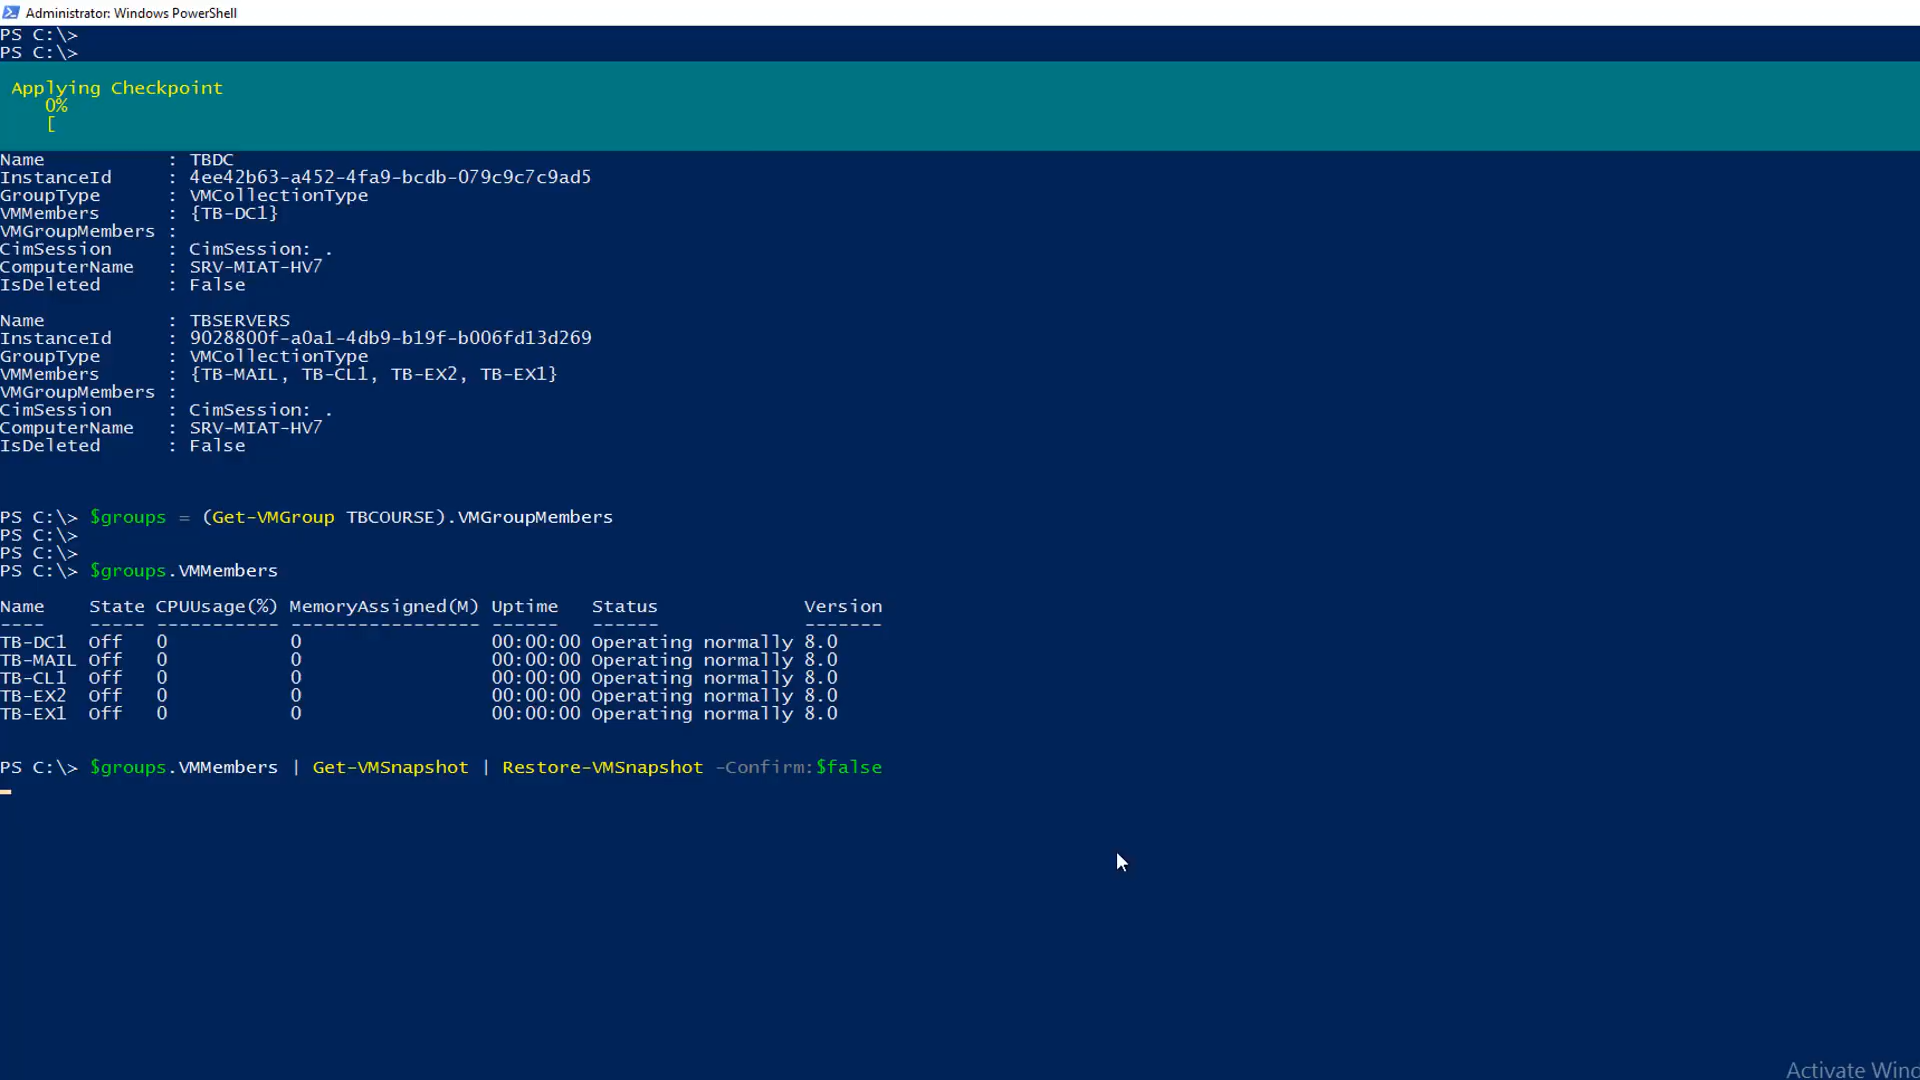 Administrator: Windows PowerShell
PS C:\>
PS C:\>
Applying Checkpoint
0%
[
Name : TBDC
InstanceId : 4ee42b63-a452-4fa9-bcdb-079c9c7c9ad5
GroupType : VMCollectionType
VMMembers : {TB-DC1}
VMGroupMembers :
CimSession : CimSession: .
ComputerName : SRV-MIAT-HV7
IsDeleted : False
Name : TBSERVERS
InstanceId : 9028800f-a0a1-4db9-b19f-b006fd13d269
GroupType : VMCollectionType
VMMembers : {TB-MAIL, TB-CL1, TB-EX2, TB-EX1}
VMGroupMembers :
CimSession : CimSession: .
ComputerName : SRV-MIAT-HV7
IsDeleted : False
PS C:\> $groups = (Get-VMGroup TBCOURSE).VMGroupMembers
PS C:\>
PS C:\>
PS C:\> $groups.VMMembers
Name State CPUUsage(%) MemoryAssigned(M) Uptime Status Version
---- ----- ----------- ----------------- ------ ------ -------
TB-DC1 Off 0 0 00:00:00 Operating normally 8.0
TB-MAIL Off 0 0 00:00:00 Operating normally 8.0
TB-CL1 Off 0 0 00:00:00 Operating normally 8.0
TB-EX2 Off 0 0 00:00:00 Operating normally 8.0
TB-EX1 Off 0 0 00:00:00 Operating normally 8.0
PS C:\> $groups.VMMembers | Get-VMSnapshot | Restore-VMSnapshot -Confirm:$false
Activate Wind